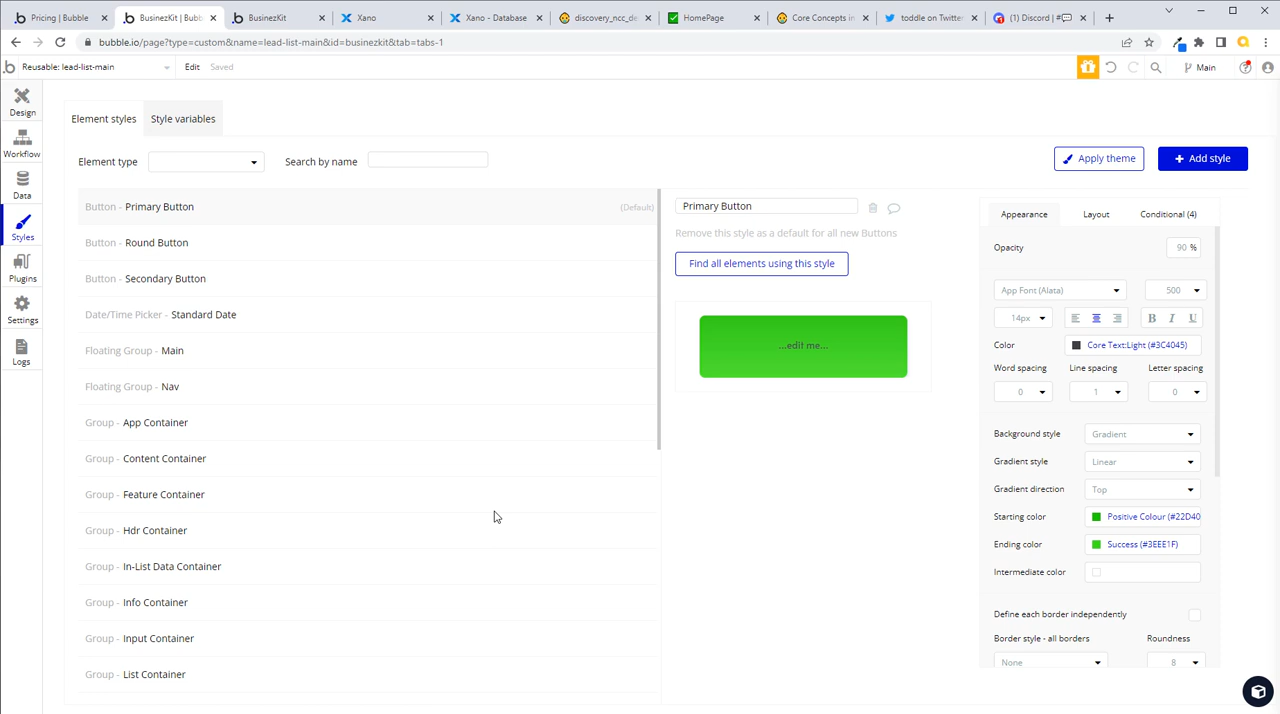 Pricing | Bubble
BusinezKit | Bubb
BusinezKit
Xano
Xano - Database
discovery_ncc_de
HomePage
Core Concepts in
toddle on Twitter
(1) Discord | #
bubble.io/page?type=custom&name=lead-list-main&id=businezkit&tab=tabs-1
Reusable: lead-list-main
Edit
Saved
Main
Design
Workflow
Data
Styles
Plugins
Settings
Logs
Element styles
Style variables
Element type
Search by name
Apply theme
+ Add style
Button - Primary Button
(Default)
Button - Round Button
Button - Secondary Button
Date/Time Picker - Standard Date
Floating Group - Main
Floating Group - Nav
Group - App Container
Group - Content Container
Group - Feature Container
Group - Hdr Container
Group - In-List Data Container
Group - Info Container
Group - Input Container
Group - List Container
Primary Button
Remove this style as a default for all new Buttons
Find all elements using this style
...edit me...
Appearance
Layout
Conditional (4)
Opacity
90 %
App Font (Alata)
500
14px
B I U
Color
Core Text:Light (#3C4045)
Word spacing
Line spacing
Letter spacing
0
1
0
Background style
Gradient
Gradient style
Linear
Gradient direction
Top
Starting color
Positive Colour (#22D40
Ending color
Success (#3EEE1F)
Intermediate color
Define each border independently
Border style - all borders
Roundness
None
8